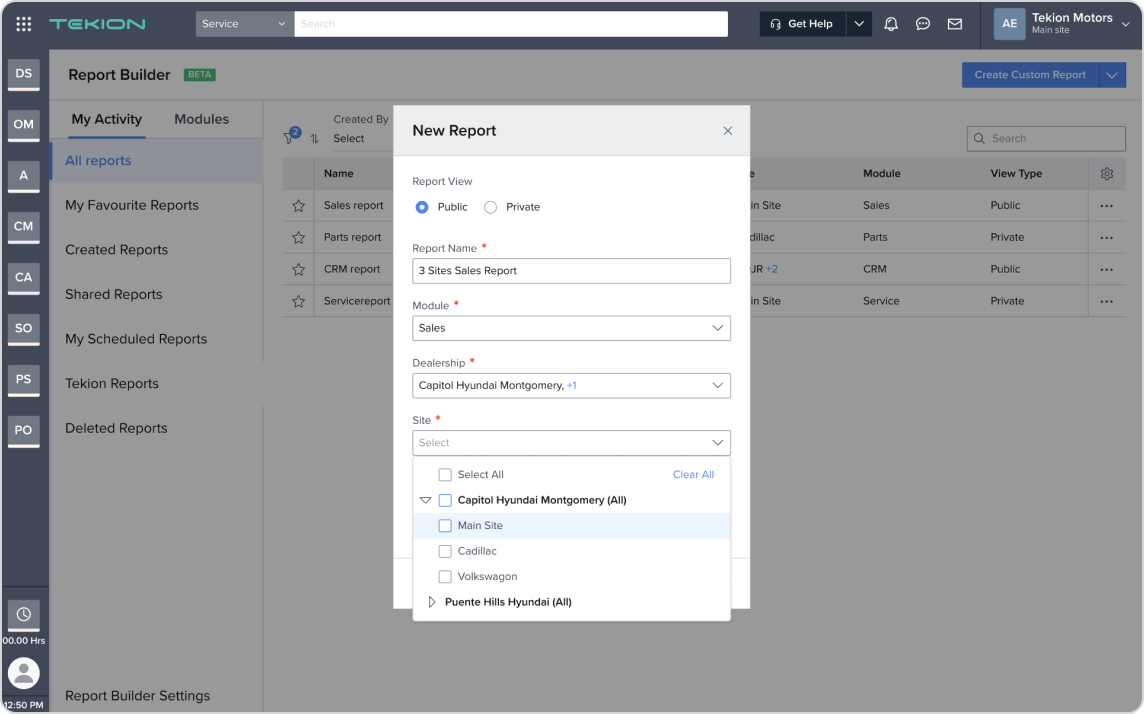 TEKION
Service
Search
Get Help
AE
Tekion Motors
Main site
DS
OM
A
CM
CA
SO
PS
PO
00.00 Hrs
12:50 PM
Report Builder
BETA
Create Custom Report
My Activity
Modules
All reports
My Favourite Reports
Created Reports
Shared Reports
My Scheduled Reports
Tekion Reports
Deleted Reports
Report Builder Settings
2
Created By
Select
Search
Name
Module
View Type
Sales report
in Site
Sales
Public
Parts report
dillac
Parts
Private
CRM report
JR +2
CRM
Public
Servicereport
in Site
Service
Private
New Report
Report View
Public
Private
Report Name *
3 Sites Sales Report
Module *
Sales
Dealership *
Capitol Hyundai Montgomery, +1
Site *
Select
Select All
Clear All
Capitol Hyundai Montgomery (All)
Main Site
Cadillac
Volkswagon
Puente Hills Hyundai (All)